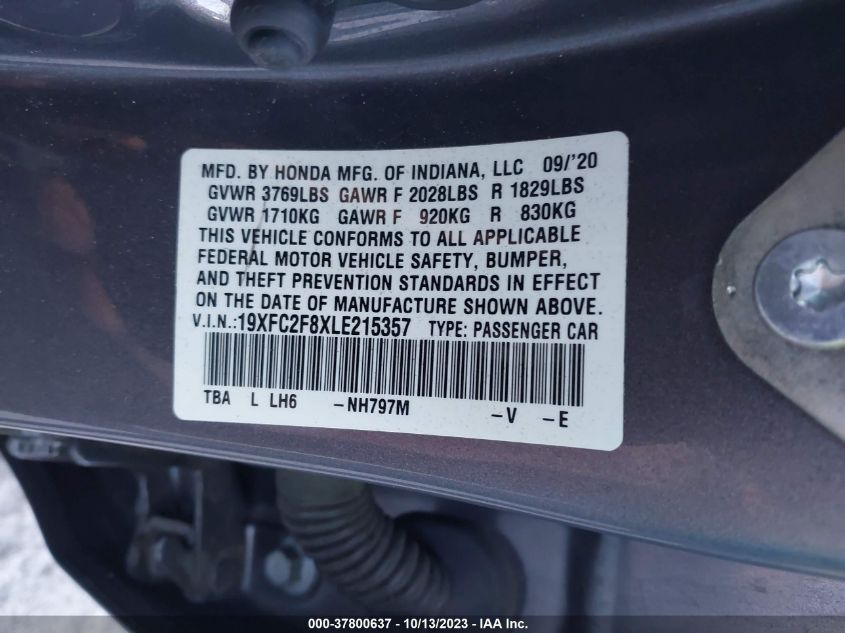 MFD. BY HONDA MFG. OF INDIANA, LLC 09/'20
GVWR 3769LBS GAWR F 2028LBS R 1829LBS
GVWR 1710KG GAWR F 920KG R 830KG
THIS VEHICLE CONFORMS TO ALL APPLICABLE
FEDERAL MOTOR VEHICLE SAFETY, BUMPER,
AND THEFT PREVENTION STANDARDS IN EFFECT
ON THE DATE OF MANUFACTURE SHOWN ABOVE.
V.I.N.:19XFC2F8XLE215357 TYPE: PASSENGER CAR
TBA L LH6 –NH797M –V –E
000-37800637 - 10/13/2023 - IAA Inc.